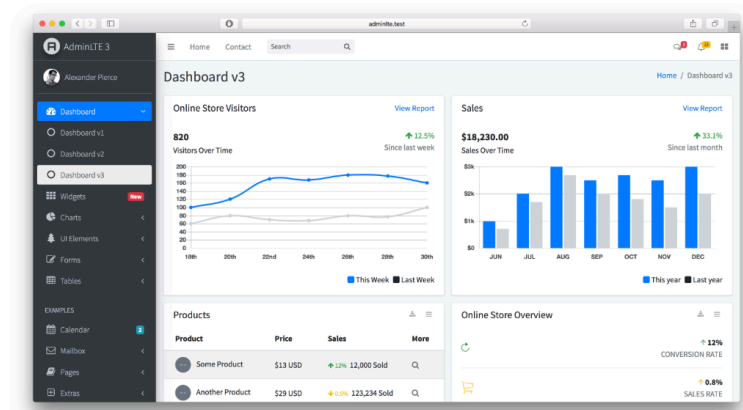 adminlte.test
AdminLTE 3
Home Contact Search
Alexander Pierce
Dashboard v3
Home / Dashboard v3
Dashboard
Dashboard v1
Dashboard v2
Dashboard v3
Widgets New
Charts
UI Elements
Forms
Tables
EXAMPLES
Calendar 2
Mailbox
Pages
Extras
Online Store Visitors View Report
820 12.5%
Visitors Over Time Since last week
200
180
160
140
120
100
80
60
40
20
0
18th 20th 22nd 24th 26th 28th 30th
This Week Last Week
Sales View Report
$18,230.00 33.1%
Sales Over Time Since last month
$3k
$2k
$1k
$0
JUN JUL AUG SEP OCT NOV DEC
This year Last year
Products
Product Price Sales More
Some Product $13 USD 12% 12,000 Sold
Another Product $29 USD 0.5% 123,234 Sold
Online Store Overview
12%
CONVERSION RATE
0.8%
SALES RATE